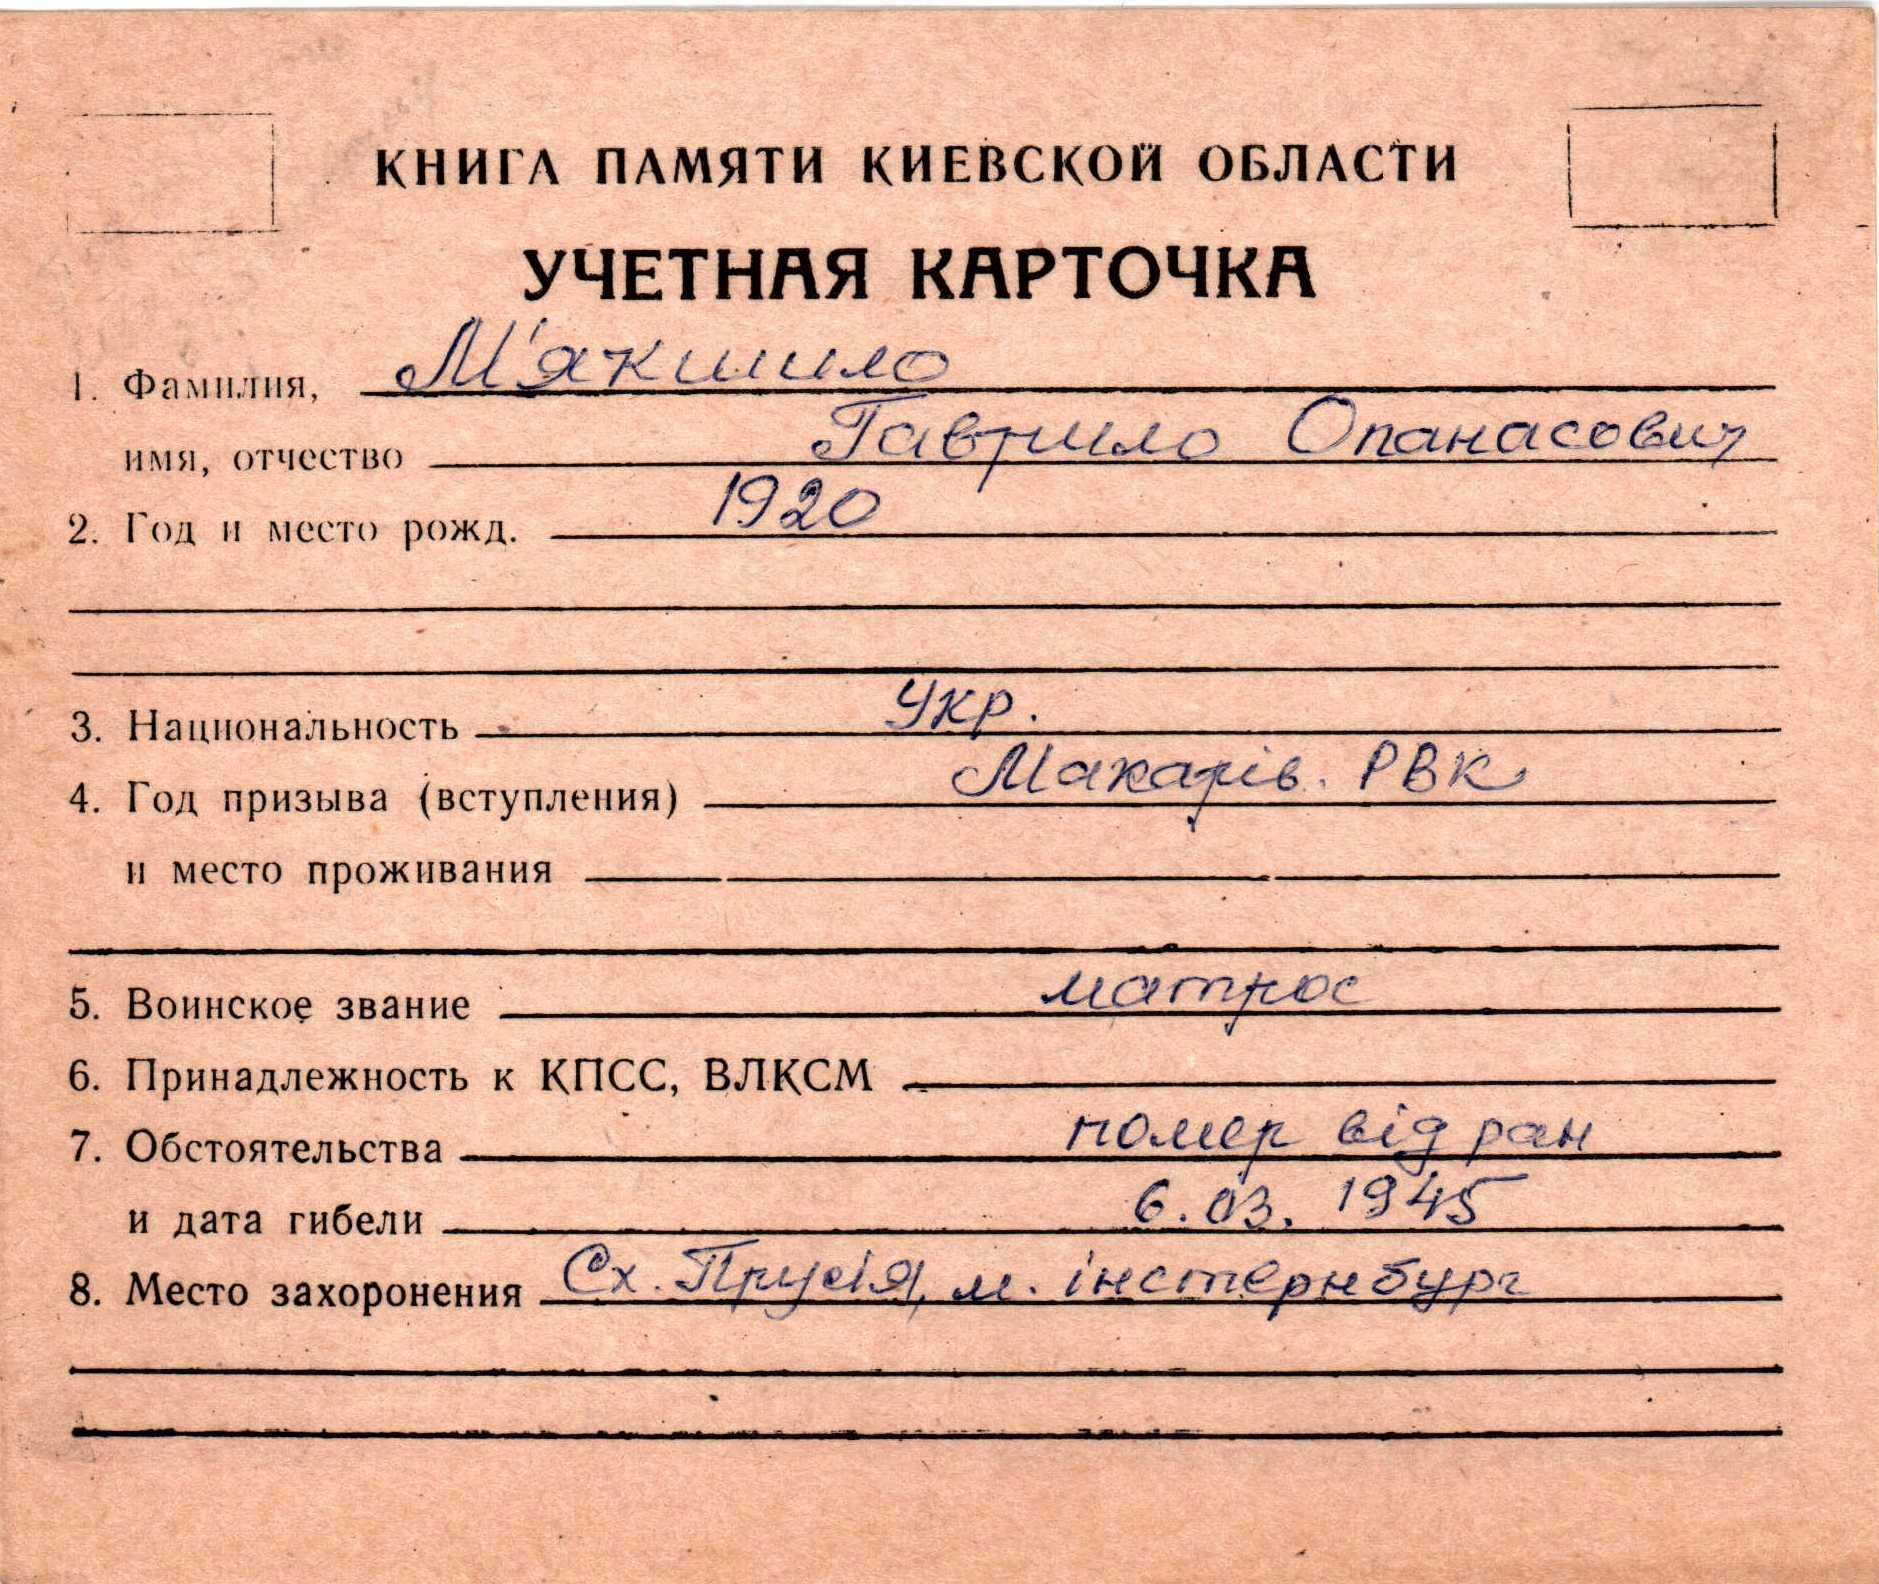 КНИГА ПАМЯТИ КИЕВСКОЙ ОБЛАСТИ
УЧЕТНАЯ КАРТОЧКА
1. Фамилия, М'якшило
имя, отчество Гаврило Опанасович
2. Год и место рожд. 1920
3. Национальность Укр.
4. Год призыва (вступления) Макарів. РВК
и место проживания
5. Воинское звание матрос
6. Принадлежность к КПСС, ВЛКСМ
7. Обстоятельства помер від ран
и дата гибели 6.03.1945
8. Место захоронения Сх. Прусія, м. інстернбург